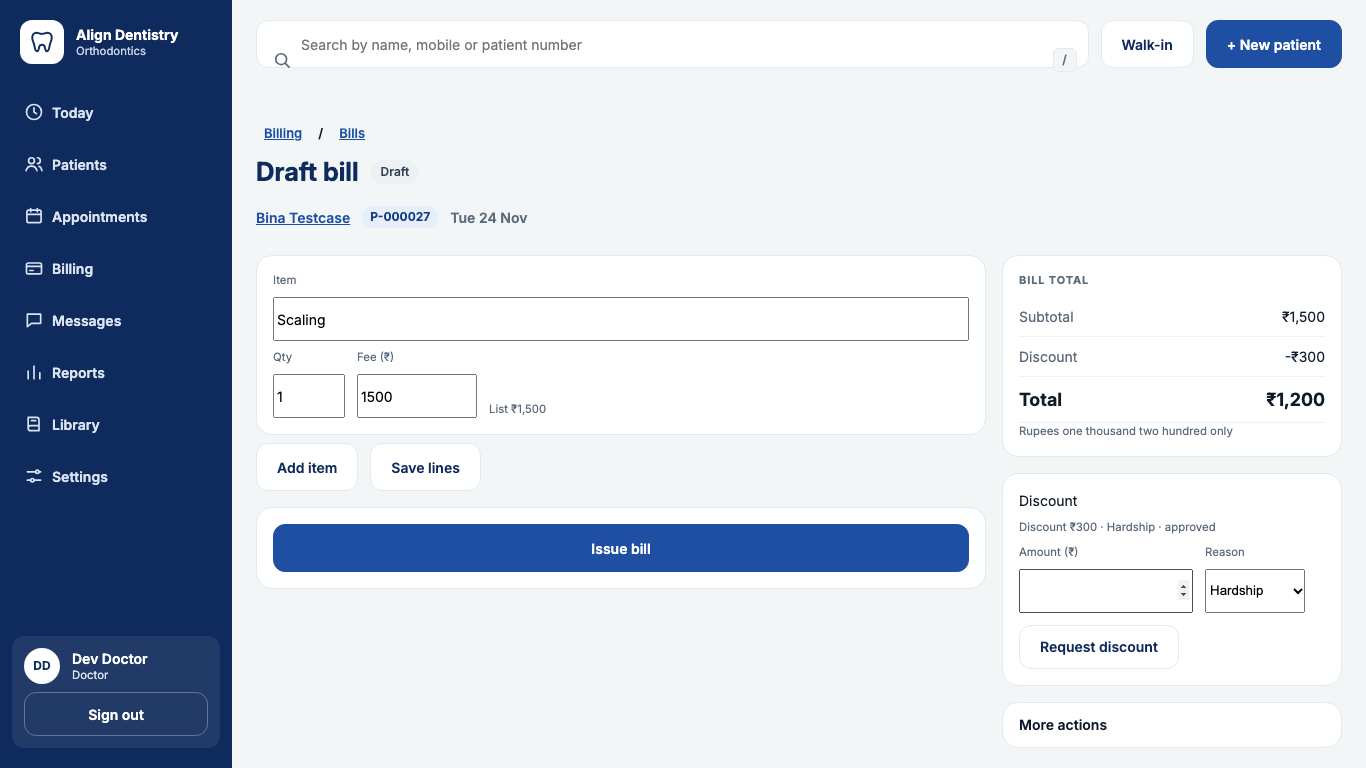 Align Dentistry
Orthodontics
Today
Patients
Appointments
Billing
Messages
Reports
Library
Settings
DD
Dev Doctor
Doctor
Sign out
Search by name, mobile or patient number
/
Walk-in
+ New patient
Billing / Bills
Draft bill Draft
Bina Testcase P-000027 Tue 24 Nov
Item
Scaling
Qty Fee (₹)
1 1500 List ₹1,500
Add item Save lines
Issue bill
BILL TOTAL
Subtotal ₹1,500
Discount -₹300
Total ₹1,200
Rupees one thousand two hundred only
Discount
Discount ₹300 · Hardship · approved
Amount (₹) Reason
Hardship
Request discount
More actions